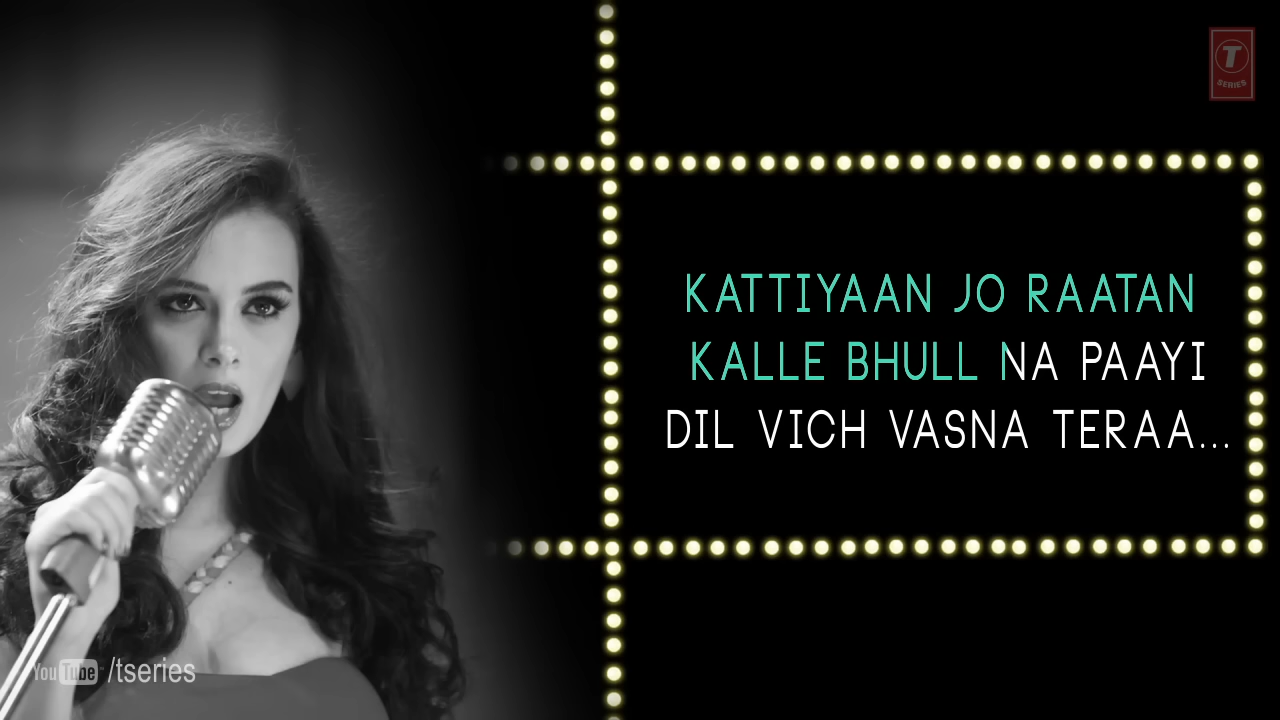 T
SERIES
KATTIYAAN JO RAATAN
KALLE BHULL NA PAAYI
DIL VICH VASNA TERAA...
YouTube /tseries